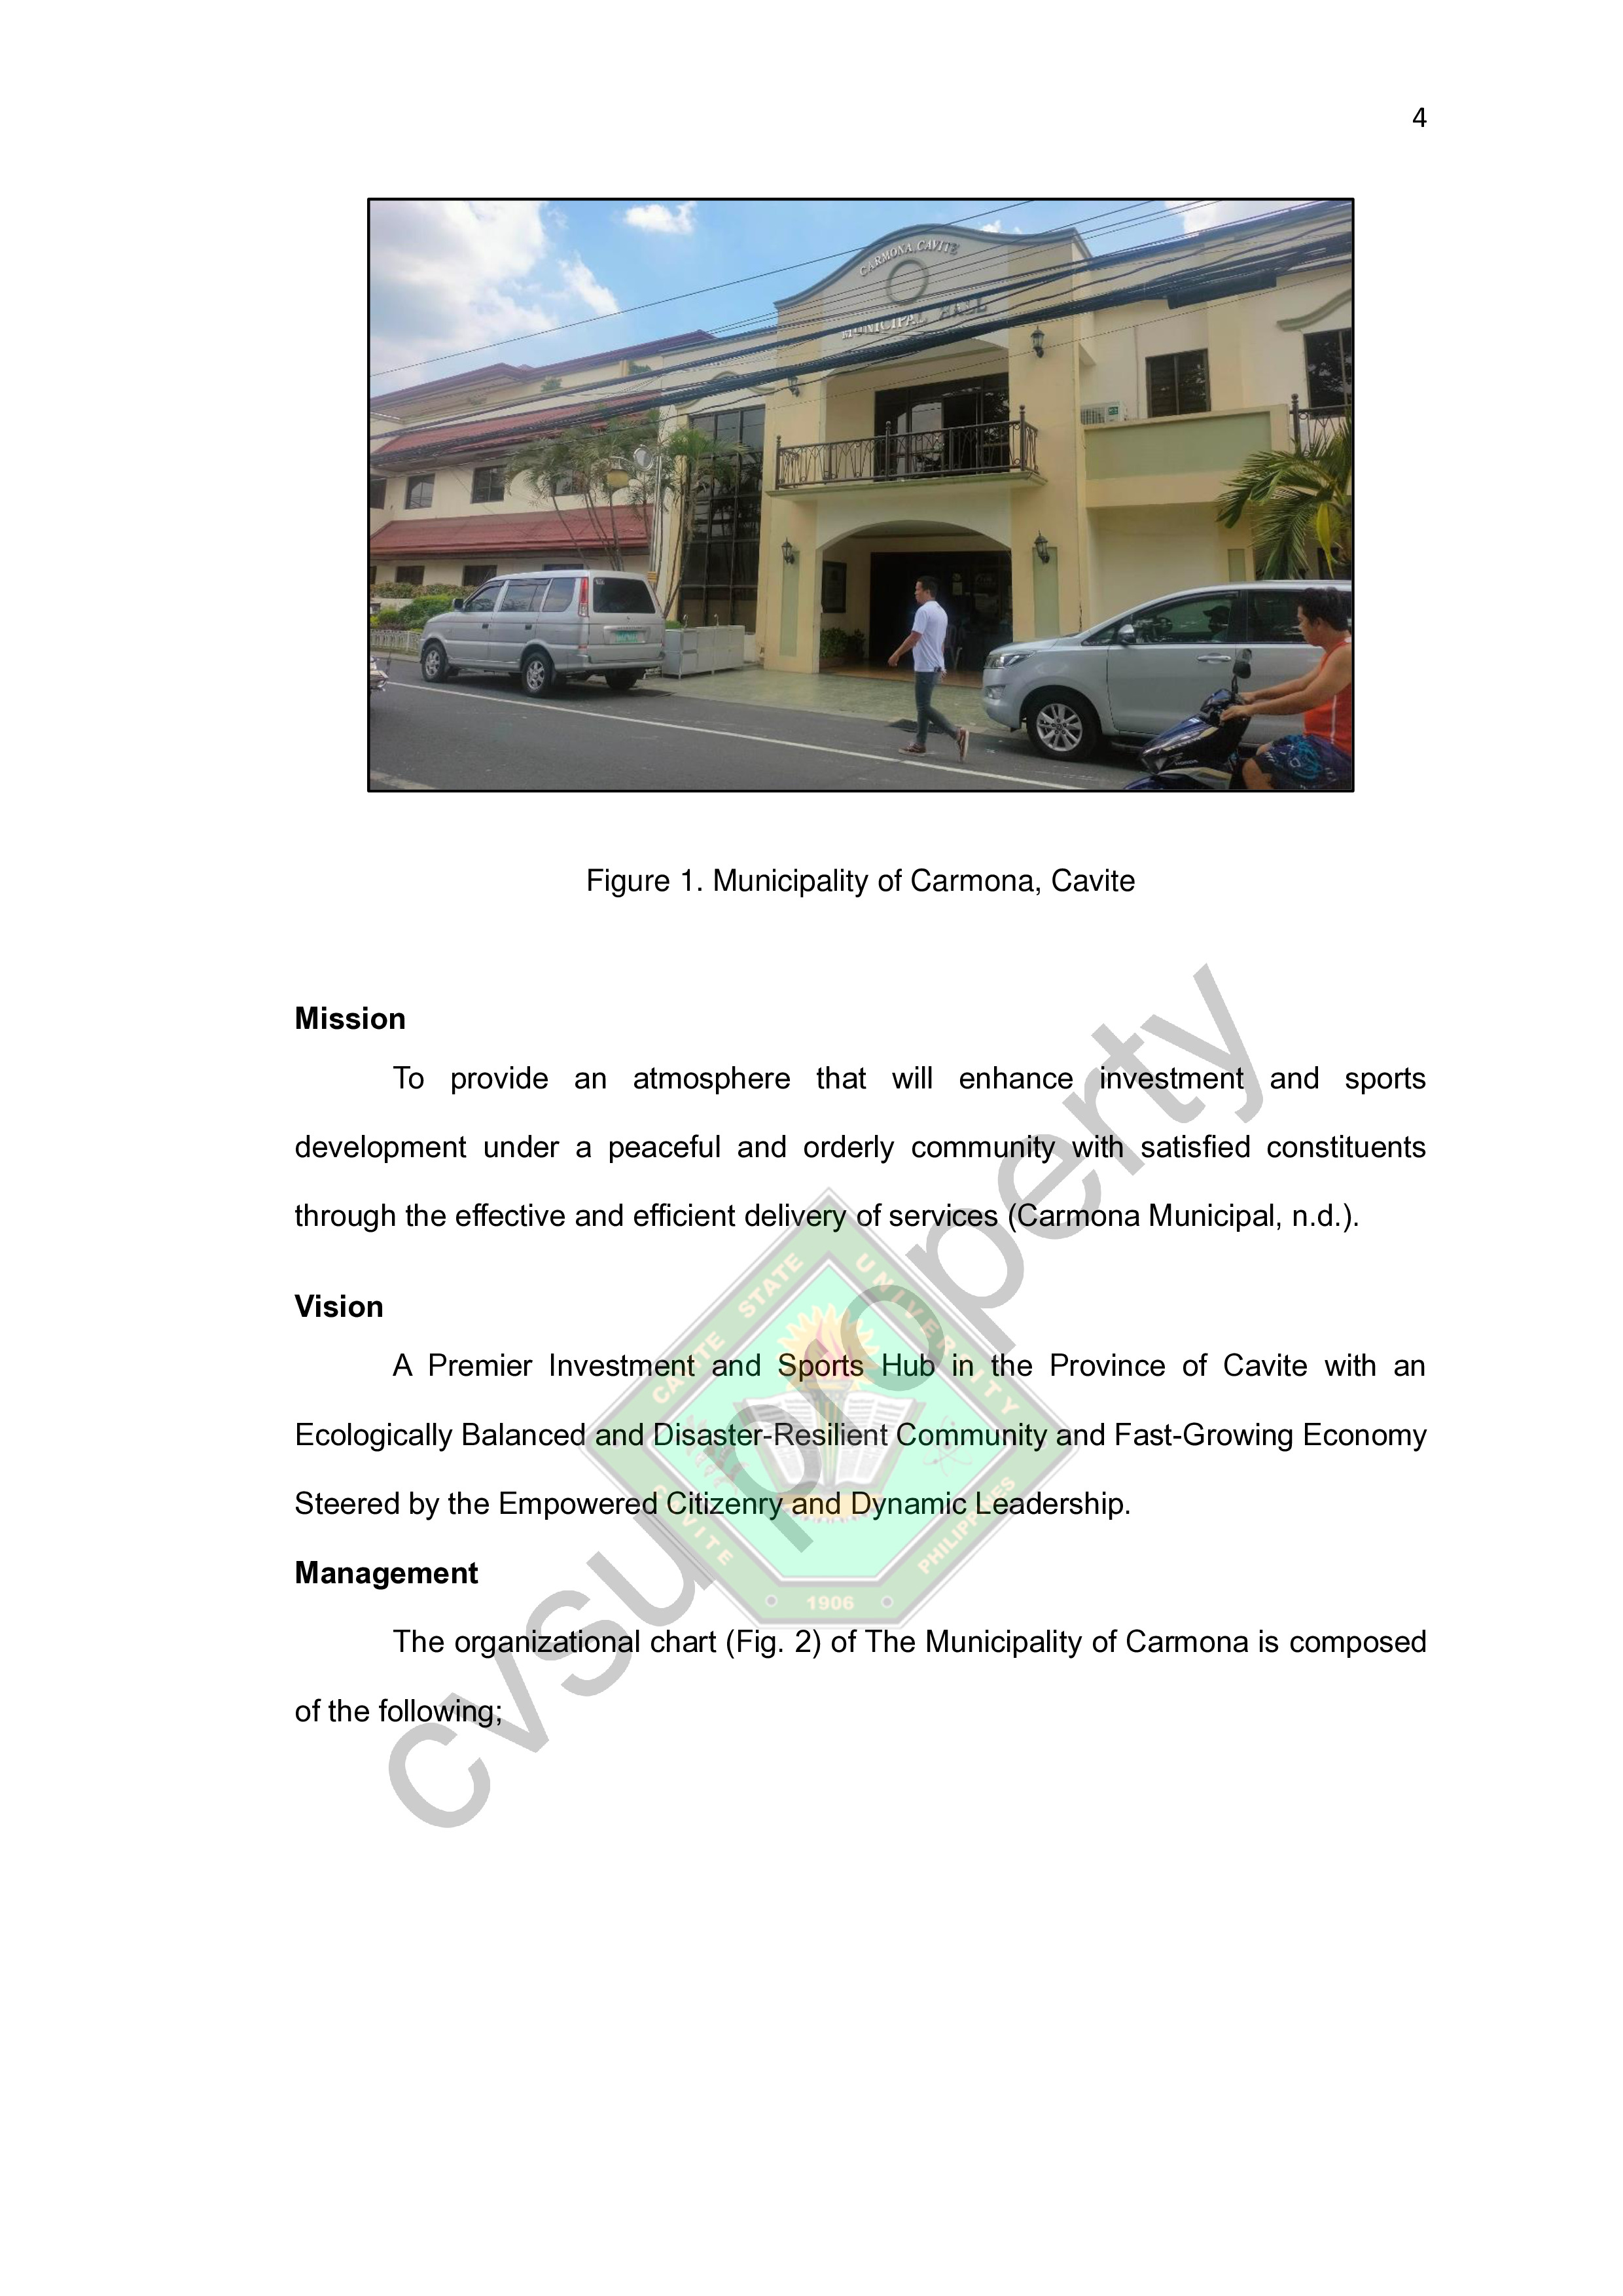 4
CARMONA, CAVITE
MUNICIPAL HALL
Figure 1. Municipality of Carmona, Cavite
Mission
To provide an atmosphere that will enhance investment and sports
development under a peaceful and orderly community with satisfied constituents
through the effective and efficient delivery of services (Carmona Municipal, n.d.).
Vision
A Premier Investment and Sports Hub in the Province of Cavite with an
Ecologically Balanced and Disaster-Resilient Community and Fast-Growing Economy
Steered by the Empowered Citizenry and Dynamic Leadership.
Management
The organizational chart (Fig. 2) of The Municipality of Carmona is composed
of the following;
cvsu property
CAVITE STATE UNIVERSITY
CAVITE
PHILIPPINES
1906